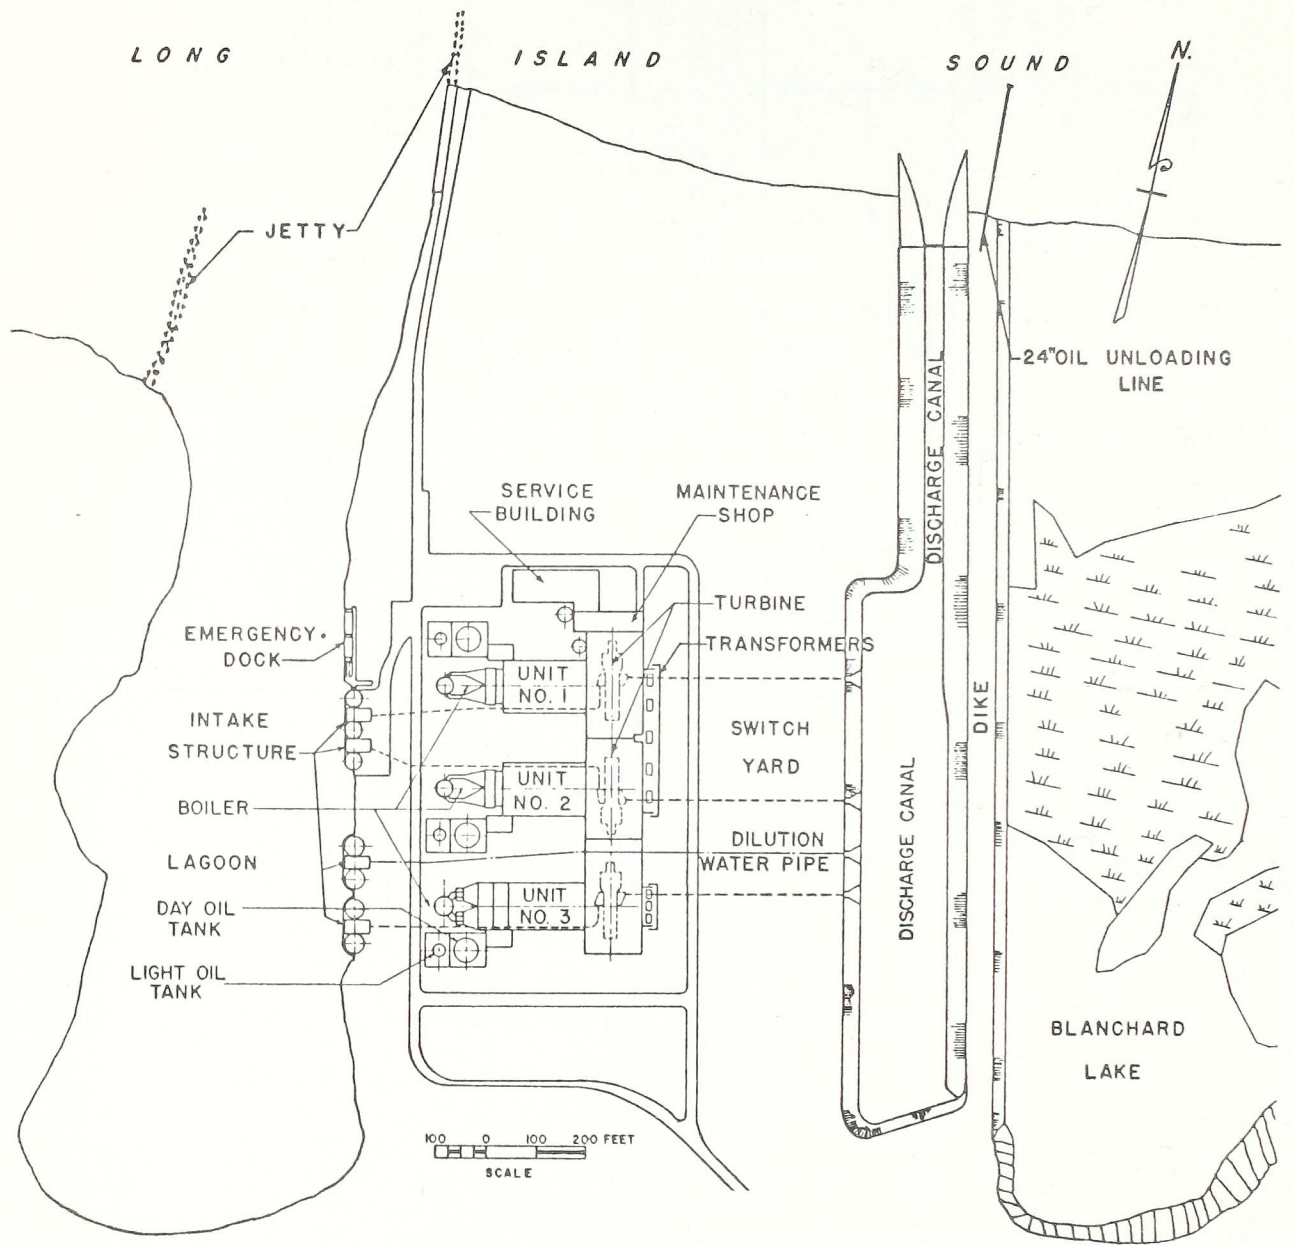 LONG ISLAND SOUND
N.
JETTY
24" OIL UNLOADING
LINE
DISCHARGE CANAL
SERVICE
BUILDING
MAINTENANCE
SHOP
TURBINE
TRANSFORMERS
EMERGENCY
DOCK
UNIT
NO. 1
INTAKE
STRUCTURE
SWITCH
YARD
DIKE
UNIT
NO. 2
BOILER
DISCHARGE CANAL
DILUTION
WATER PIPE
LAGOON
UNIT
NO. 3
DAY OIL
TANK
LIGHT OIL
TANK
BLANCHARD
LAKE
100 0 100 200 FEET
SCALE